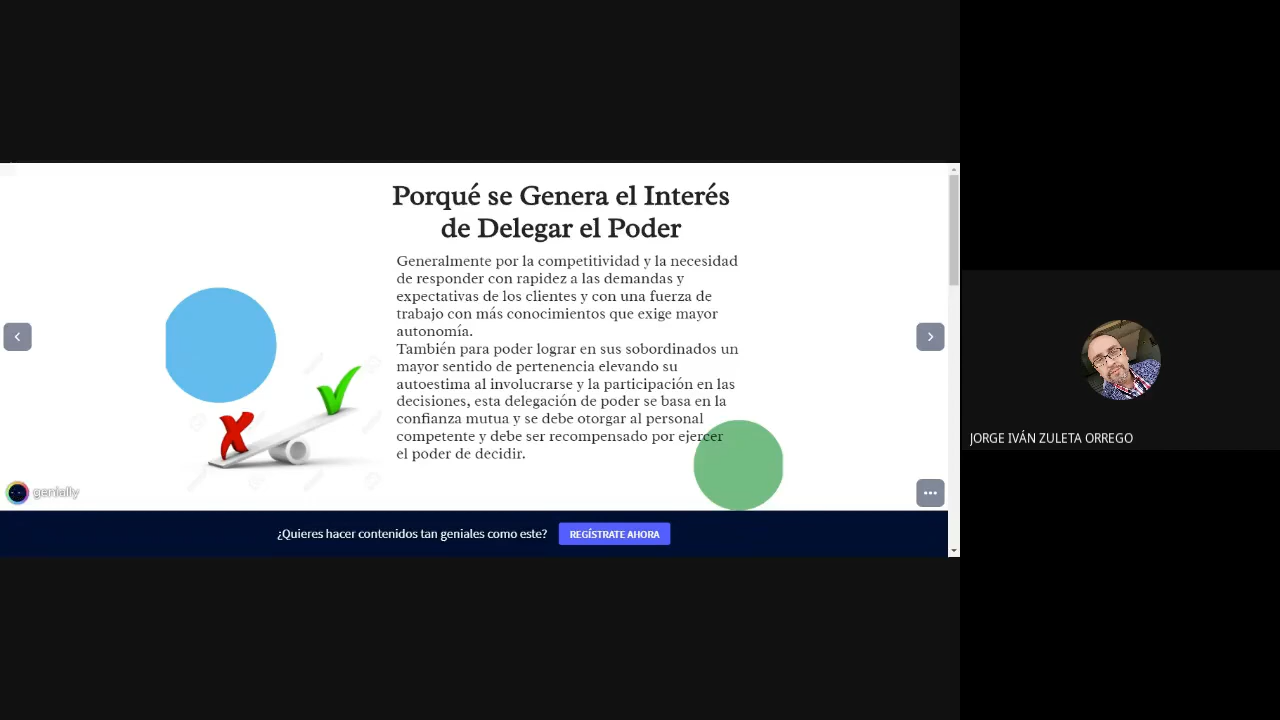 Porqué se Genera el Interés
de Delegar el Poder
Generalmente por la competitividad y la necesidad
de responder con rapidez a las demandas y
expectativas de los clientes y con una fuerza de
trabajo con más conocimientos que exige mayor
autonomía.
También para poder lograr en sus sobordinados un
mayor sentido de pertenencia elevando su
autoestima al involucrarse y la participación en las
decisiones, esta delegación de poder se basa en la
confianza mutua y se debe otorgar al personal
competente y debe ser recompensado por ejercer
el poder de decidir.
genially
¿Quieres hacer contenidos tan geniales como este? REGÍSTRATE AHORA
JORGE IVÁN ZULETA ORREGO